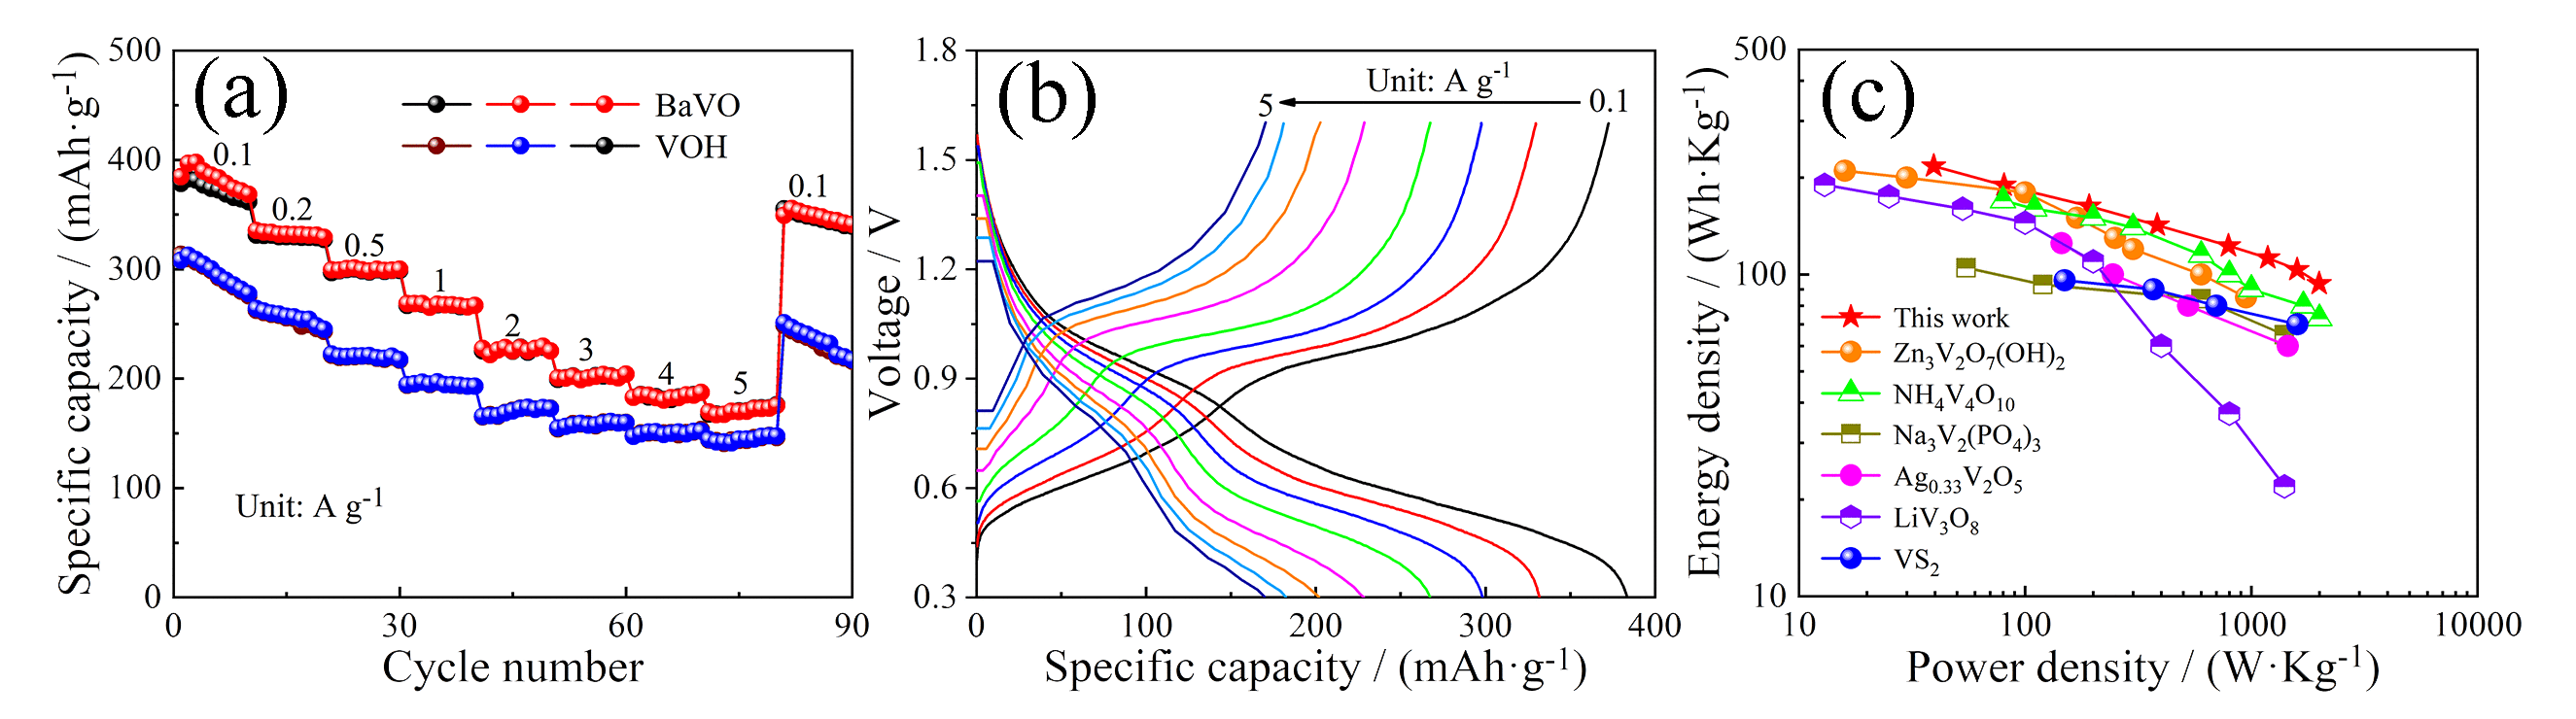 (a)
500
400
300
200
100
0
0
30
60
90
Specific capacity / (mAh·g⁻¹)
Cycle number
BaVO
VOH
0.1
0.2
0.5
1
2
3
4
5
0.1
Unit: A g⁻¹
(b)
1.8
1.5
1.2
0.9
0.6
0.3
0
100
200
300
400
Voltage / V
Specific capacity / (mAh·g⁻¹)
Unit: A g⁻¹
5
0.1
(c)
500
100
10
10
100
1000
10000
Energy density / (Wh·Kg⁻¹)
Power density / (W·Kg⁻¹)
This work
Zn₃V₂O₇(OH)₂
NH₄V₄O₁₀
Na₃V₂(PO₄)₃
Ag₀.₃₃V₂O₅
LiV₃O₈
VS₂